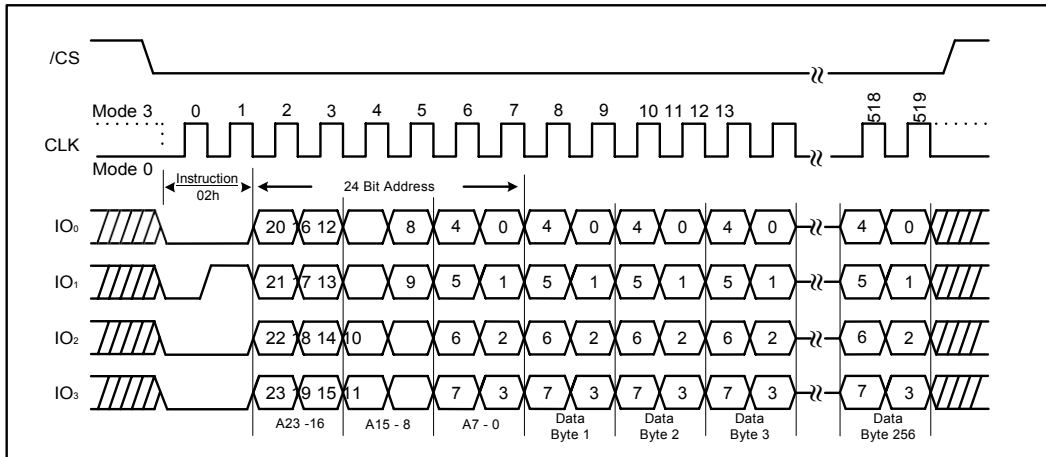 /CS
Mode 3 0 1 2 3 4 5 6 7 8 9 10 11 12 13 518 519
CLK
Mode 0
Instruction
02h
24 Bit Address
IO0 20 16 12 8 4 0 4 0 4 0 4 0 4 0
IO1 21 17 13 9 5 1 5 1 5 1 5 1 5 1
IO2 22 18 14 10 6 2 6 2 6 2 6 2 6 2
IO3 23 19 15 11 7 3 7 3 7 3 7 3 7 3
A23 -16 A15 - 8 A7 - 0 Data Data Data Data
Byte 1 Byte 2 Byte 3 Byte 256